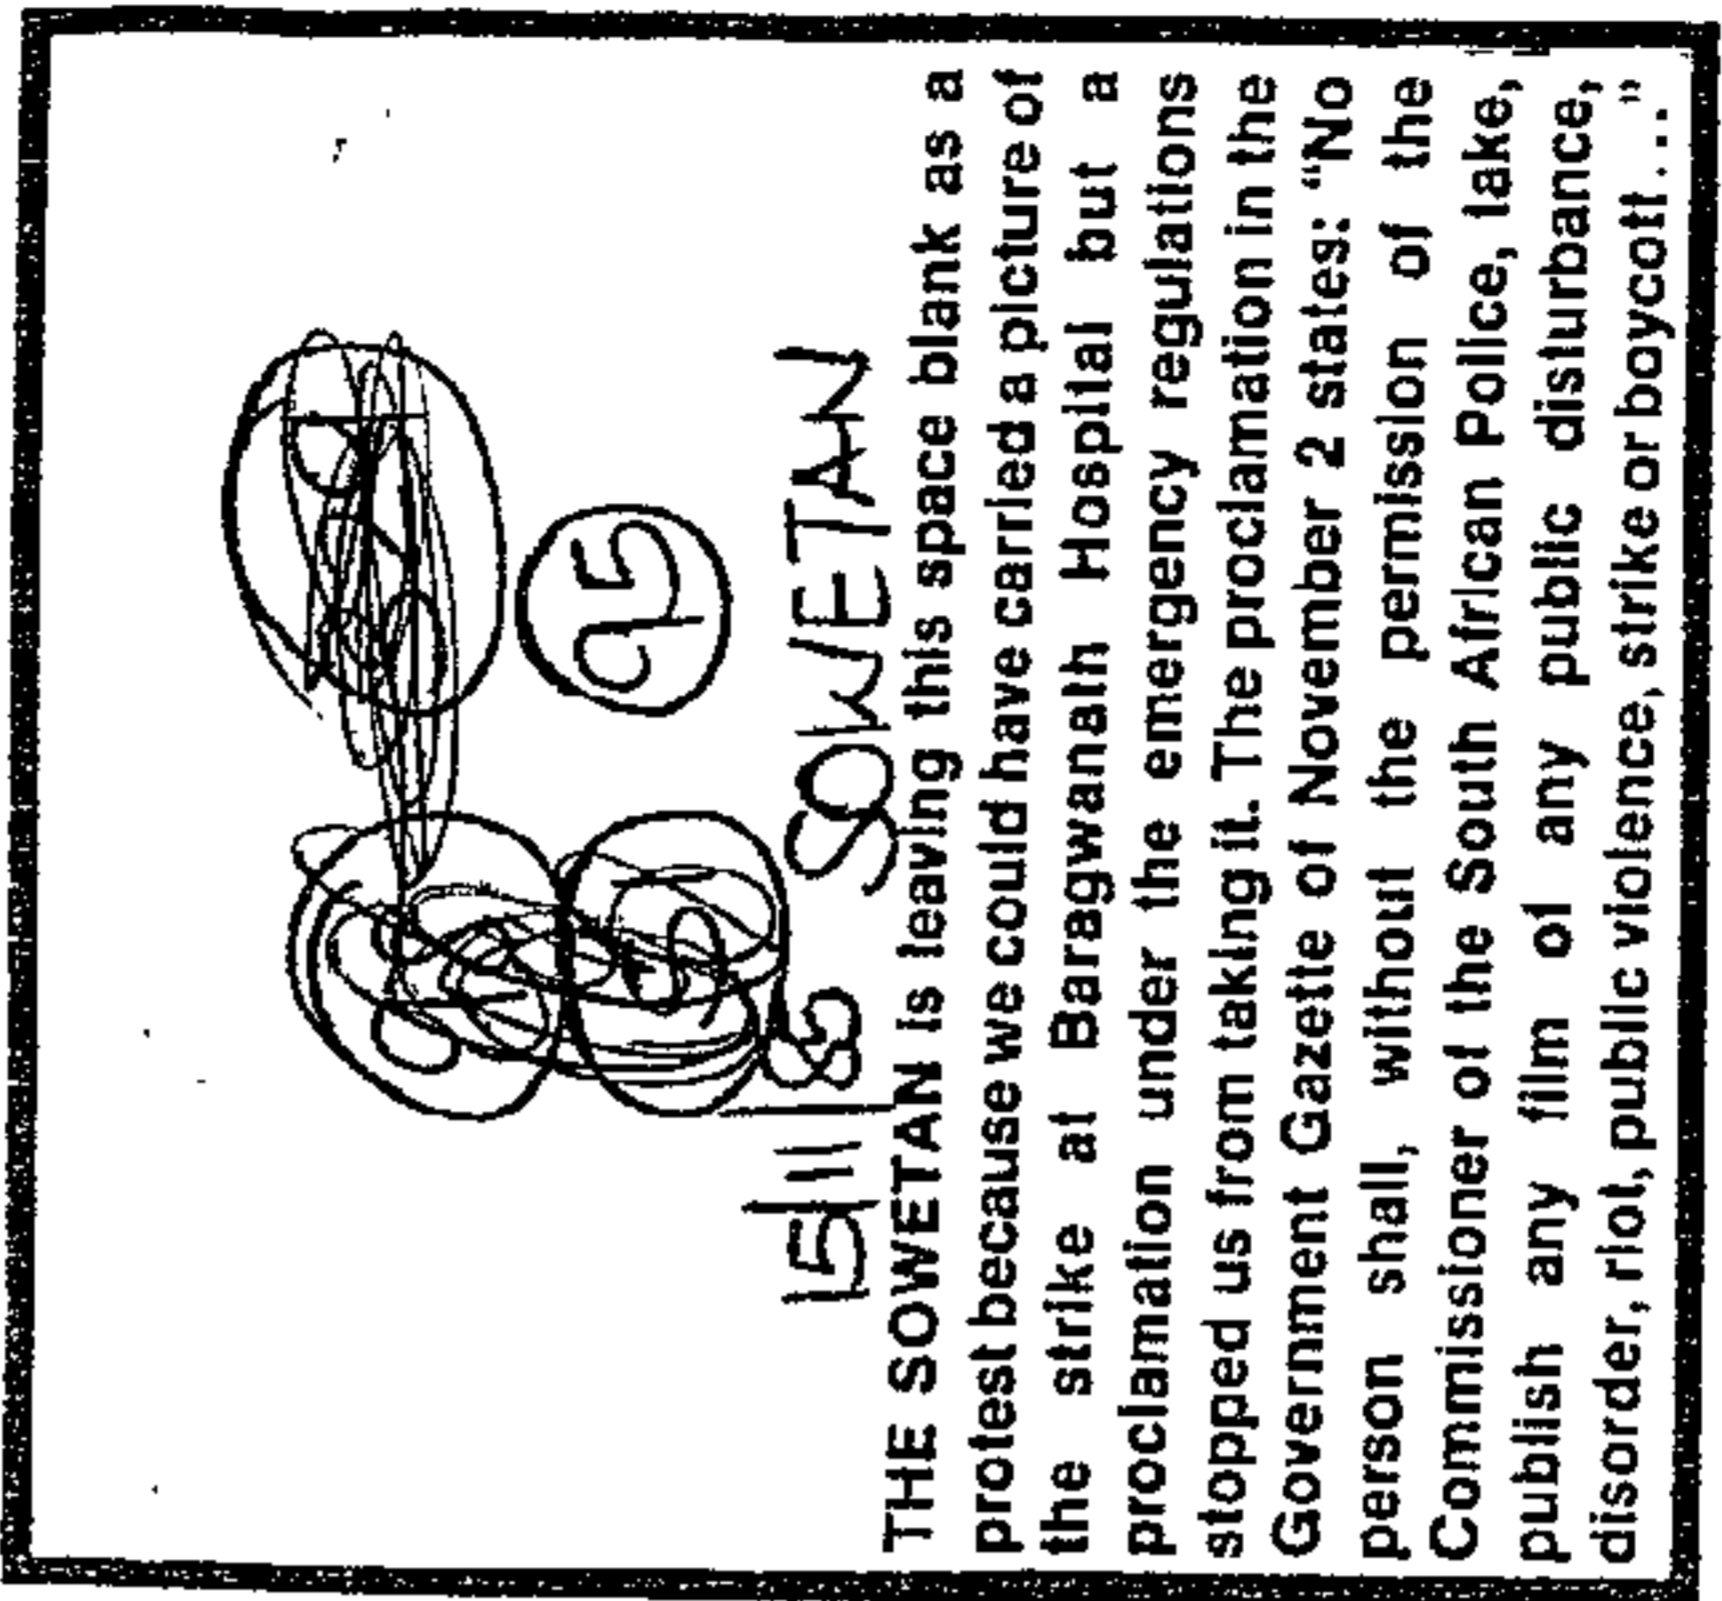 95
15/11/85 SOWETAN
THE SOWETAN is leaving this space blank as a
protest because we could have carried a picture of
the strike at Baragwanath Hospital but a
proclamation under the emergency regulations
stopped us from taking it. The proclamation in the
Government Gazette of November 2 states: “No
person shall, without the permission of the
Commissioner of the South African Police, take,
publish any film of any public disturbance,
disorder, riot, public violence, strike or boycott...”